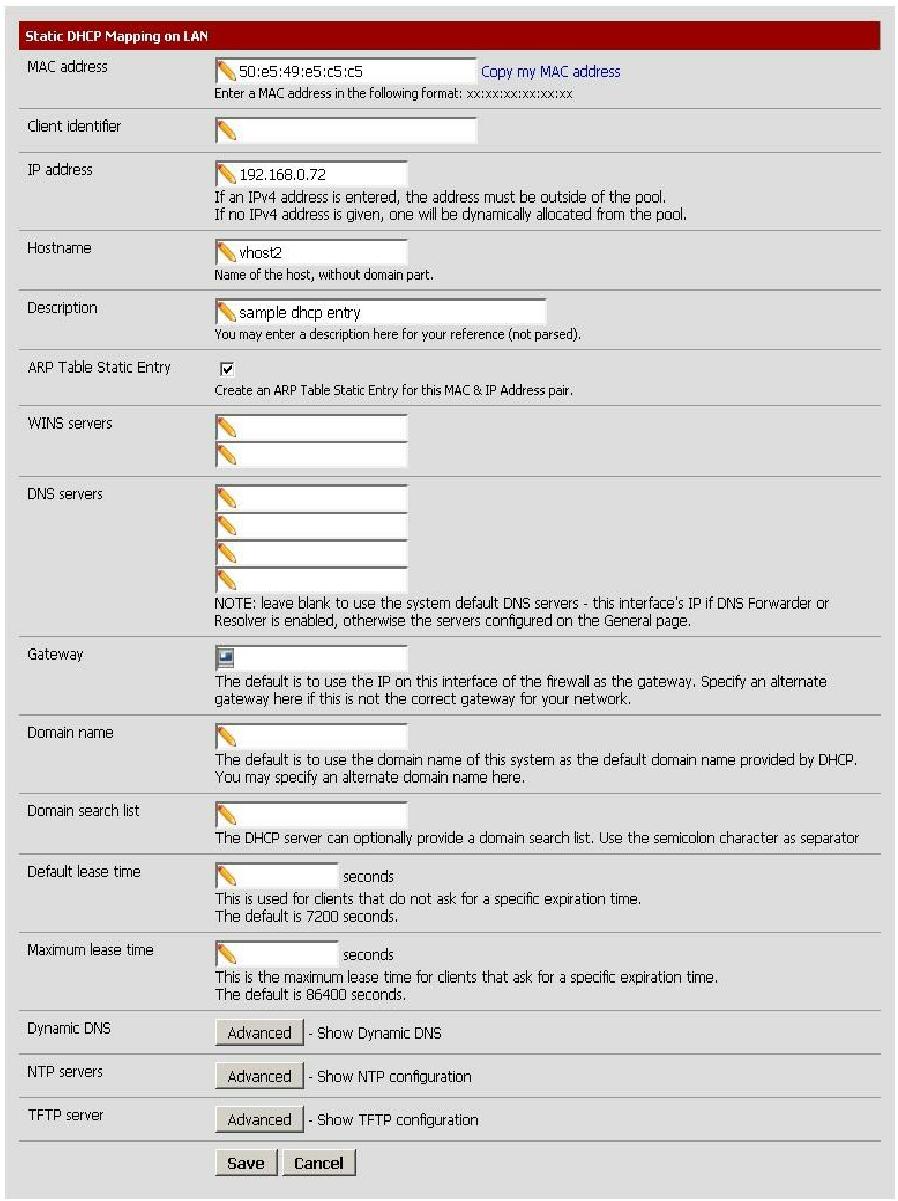 Static DHCP Mapping on LAN
MAC address
50:e5:49:e5:c5:c5 Copy my MAC address
Enter a MAC address in the following format: xx:xx:xx:xx:xx:xx
Client identifier
IP address
192.168.0.72
If an IPv4 address is entered, the address must be outside of the pool.
If no IPv4 address is given, one will be dynamically allocated from the pool.
Hostname
vhost2
Name of the host, without domain part.
Description
sample dhcp entry
You may enter a description here for your reference (not parsed).
ARP Table Static Entry
Create an ARP Table Static Entry for this MAC & IP Address pair.
WINS servers
DNS servers
NOTE: leave blank to use the system default DNS servers - this interface's IP if DNS Forwarder or
Resolver is enabled, otherwise the servers configured on the General page.
Gateway
The default is to use the IP on this interface of the firewall as the gateway. Specify an alternate
gateway here if this is not the correct gateway for your network.
Domain name
The default is to use the domain name of this system as the default domain name provided by DHCP.
You may specify an alternate domain name here.
Domain search list
The DHCP server can optionally provide a domain search list. Use the semicolon character as separator
Default lease time
seconds
This is used for clients that do not ask for a specific expiration time.
The default is 7200 seconds.
Maximum lease time
seconds
This is the maximum lease time for clients that ask for a specific expiration time.
The default is 86400 seconds.
Dynamic DNS
Advanced - Show Dynamic DNS
NTP servers
Advanced - Show NTP configuration
TFTP server
Advanced - Show TFTP configuration
Save Cancel